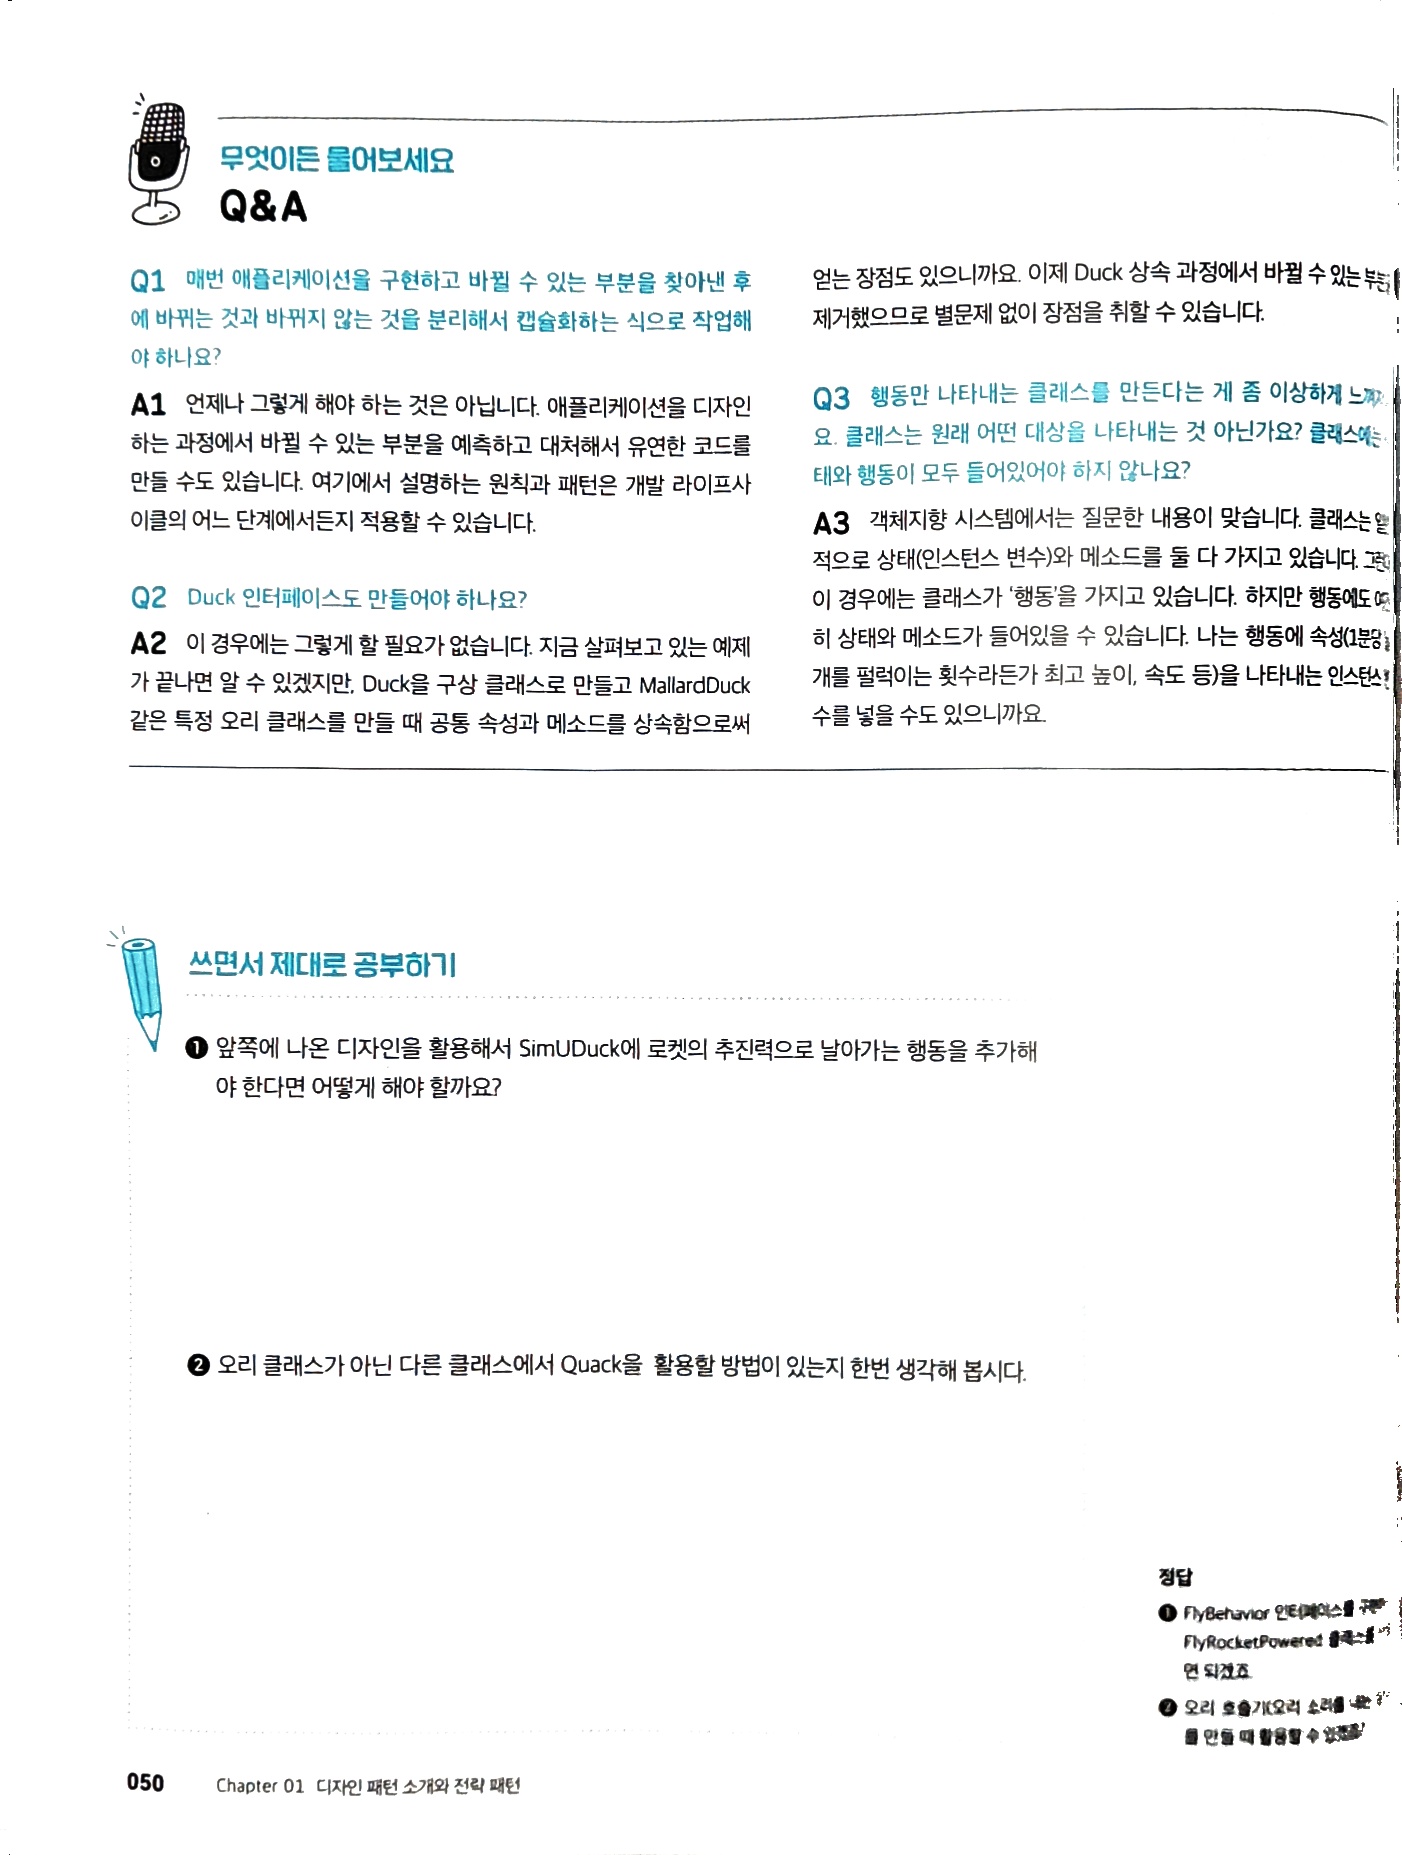 무엇이든 물어보세요
Q&A
Q1 매번 애플리케이션을 구현하고 바뀔 수 있는 부분을 찾아낸 후
에 바뀌는 것과 바뀌지 않는 것을 분리해서 캡슐화하는 식으로 작업해
야 하나요?
A1 언제나 그렇게 해야 하는 것은 아닙니다. 애플리케이션을 디자인
하는 과정에서 바뀔 수 있는 부분을 예측하고 대처해서 유연한 코드를
만들 수도 있습니다. 여기에서 설명하는 원칙과 패턴은 개발 라이프사
이클의 어느 단계에서든지 적용할 수 있습니다.
Q2 Duck 인터페이스도 만들어야 하나요?
A2 이 경우에는 그렇게 할 필요가 없습니다. 지금 살펴보고 있는 예제
가 끝나면 알 수 있겠지만, Duck을 구상 클래스로 만들고 MallardDuck
같은 특정 오리 클래스를 만들 때 공통 속성과 메소드를 상속함으로써
얻는 장점도 있으니까요. 이제 Duck 상속 과정에서 바뀔 수 있는
제거했으므로 별문제 없이 장점을 취할 수 있습니다.
Q3 행동만 나타내는 클래스를 만든다는 게 좀 이상하게
요. 클래스는 원래 어떤 대상을 나타내는 것 아닌가요? 클래스에는
태와 행동이 모두 들어있어야 하지 않나요?
A3 객체지향 시스템에서는 질문한 내용이 맞습니다. 클래스는
적으로 상태(인스턴스 변수)와 메소드를 둘 다 가지고 있습니다.
이 경우에는 클래스가 '행동'을 가지고 있습니다. 하지만 행동에도
히 상태와 메소드가 들어있을 수 있습니다. 나는 행동에 속성(1분당
개를 펄럭이는 횟수라든가 최고 높이, 속도 등)을 나타내는 인스턴스
수를 넣을 수도 있으니까요.
쓰면서 제대로 공부하기
❶ 앞쪽에 나온 디자인을 활용해서 SimUDuck에 로켓의 추진력으로 날아가는 행동을 추가해
야 한다면 어떻게 해야 할까요?
❷ 오리 클래스가 아닌 다른 클래스에서 Quack을 활용할 방법이 있는지 한번 생각해 봅시다.
정답
❶ FlyBehavior 인터페이스를
FlyRocketPowered 클래스를
면 되겠죠
❷ 오리 호출기(오리 소리를 내는
를 만들 때 활용할 수
050 Chapter 01 디자인 패턴 소개와 전략 패턴